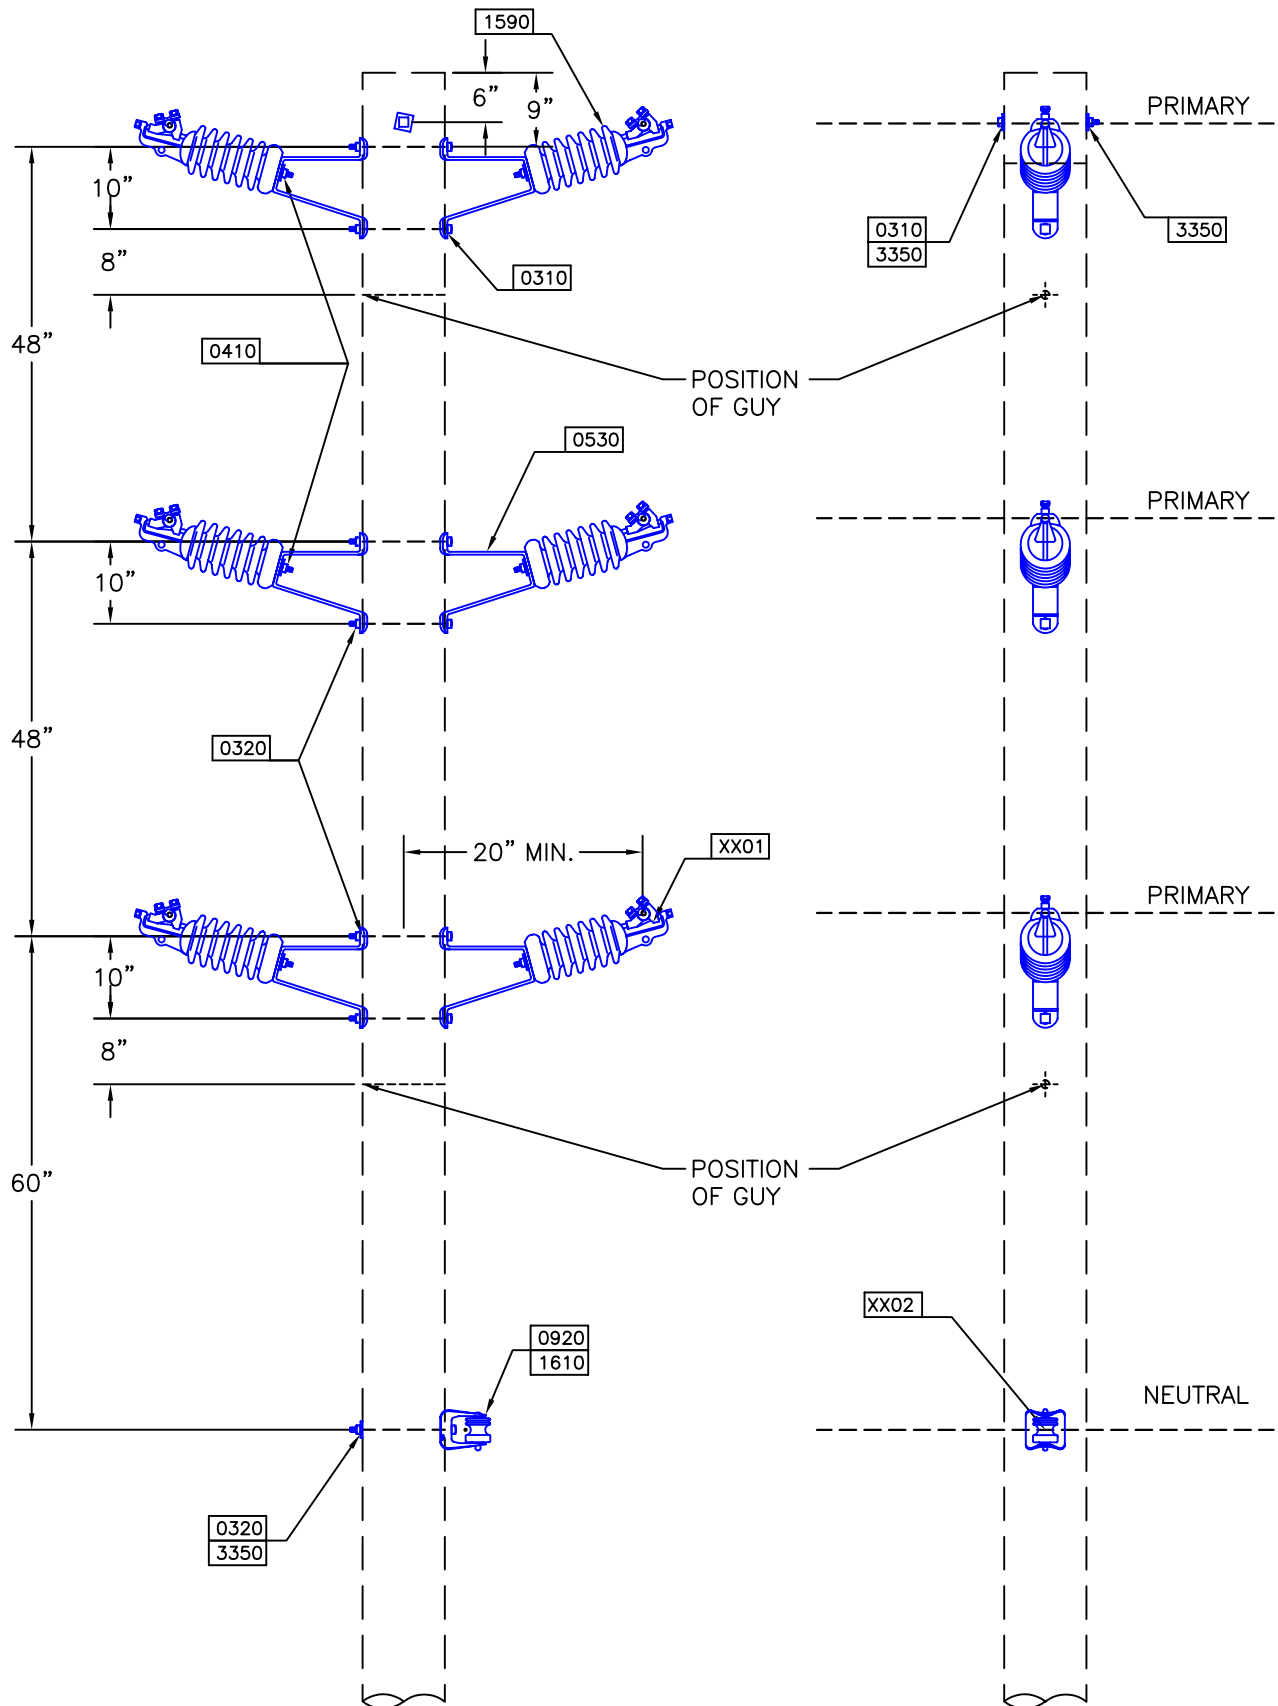 1590
6”
9”
PRIMARY
10”
0310
3350
3350
8”
0310
48”
0410
POSITION
OF GUY
0530
PRIMARY
10”
48”
0320
20” MIN.
XX01
PRIMARY
10”
8”
POSITION
OF GUY
60”
XX02
0920
1610
NEUTRAL
0320
3350